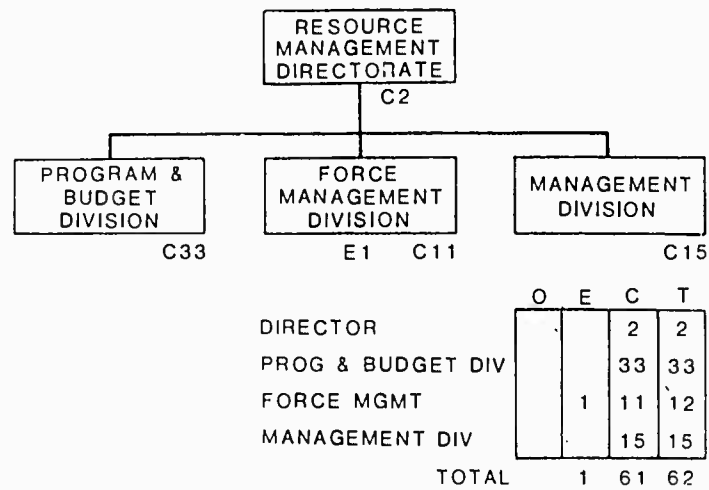 RESOURCE
MANAGEMENT
DIRECTORATE
C2
PROGRAM &
BUDGET
DIVISION
C33
FORCE
MANAGEMENT
DIVISION
E1 C11
MANAGEMENT
DIVISION
C15
O E C T
DIRECTOR 2 2
PROG & BUDGET DIV 33 33
FORCE MGMT 1 11 12
MANAGEMENT DIV 15 15
TOTAL 1 61 62